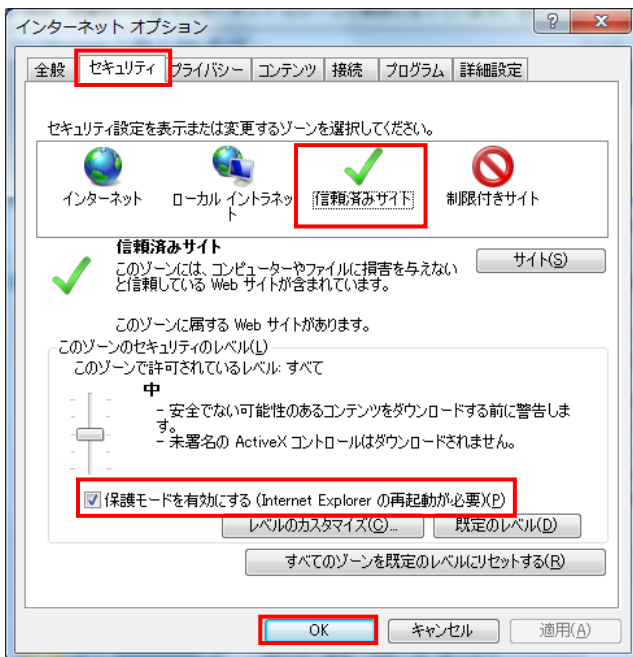 インターネット オプション
全般 セキュリティ プライバシー コンテンツ 接続 プログラム 詳細設定
セキュリティ設定を表示または変更するゾーンを選択してください。
インターネット
ローカル イントラネッ
ト
信頼済みサイト
制限付きサイト
信頼済みサイト
このゾーンには、コンピューターやファイルに損害を与えない
と信頼している Web サイトが含まれています。
サイト(S)
このゾーンに属する Web サイトがあります。
このゾーンのセキュリティのレベル(L)
このゾーンで許可されているレベル: すべて
中
- 安全でない可能性のあるコンテンツをダウンロードする前に警告しま
す。
- 未署名の ActiveX コントロールはダウンロードされません。
保護モードを有効にする (Internet Explorer の再起動が必要)(P)
レベルのカスタマイズ(C)... 既定のレベル(D)
すべてのゾーンを既定のレベルにリセットする(R)
OK キャンセル 適用(A)